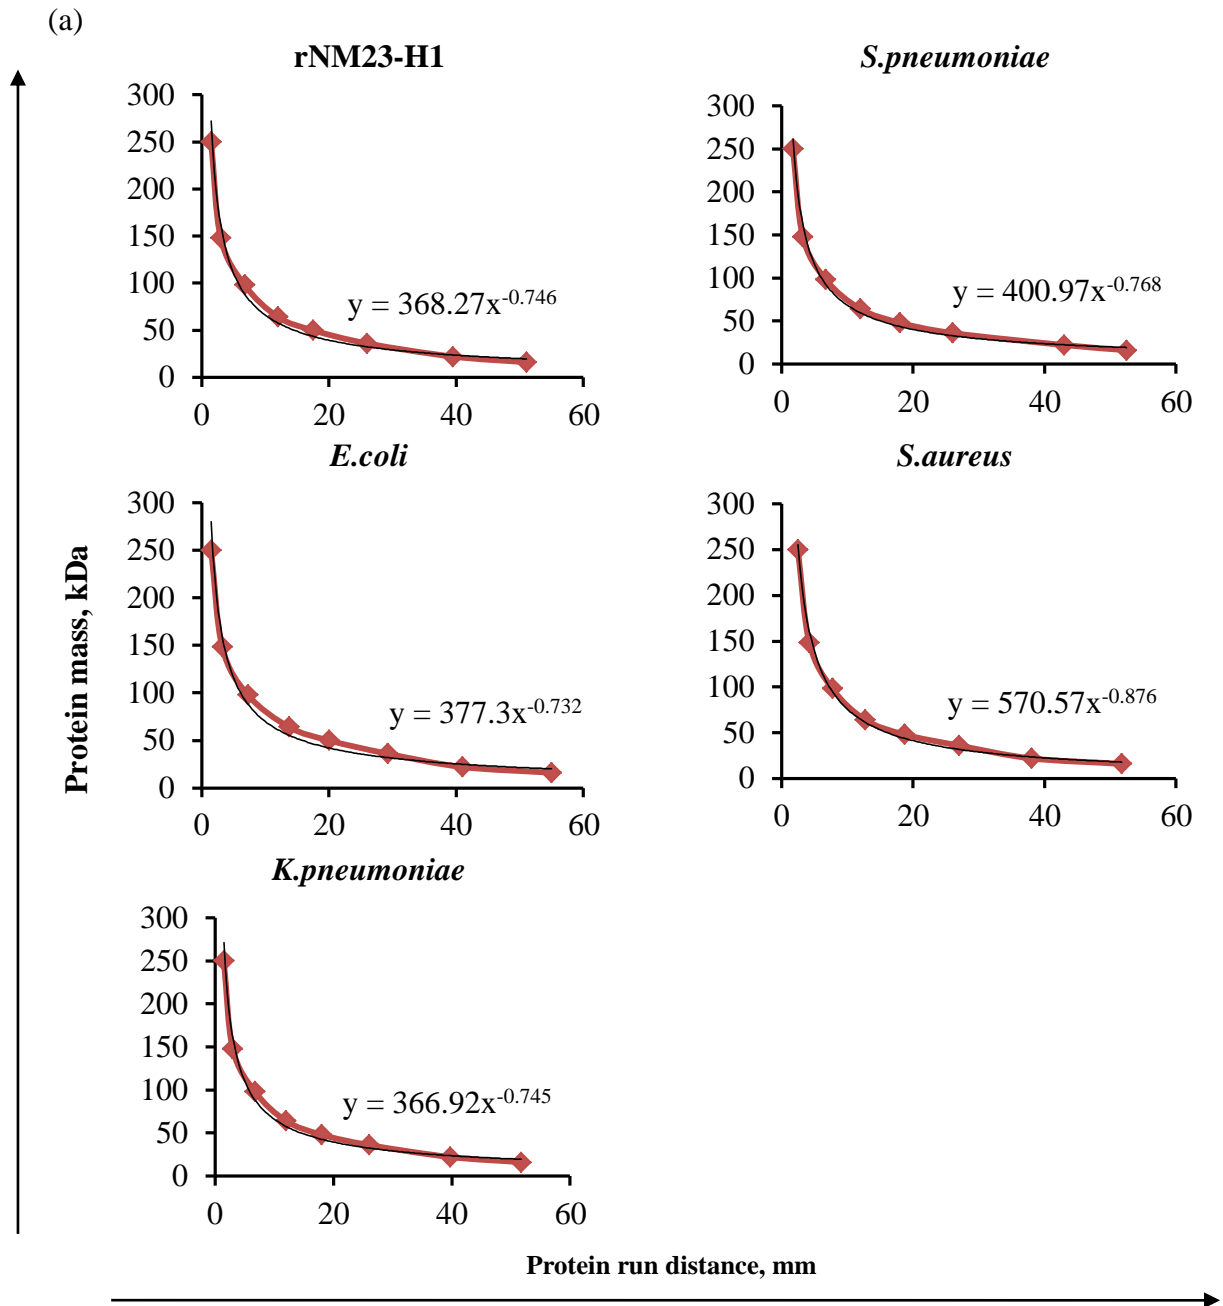 (a)
rNM23-H1
300
250
200
150
100
50
0
y = 368.27x^-0.746
0 20 40 60
S.pneumoniae
300
250
200
150
100
50
0
y = 400.97x^-0.768
0 20 40 60
E.coli
300
250
200
150
100
50
0
y = 377.3x^-0.732
0 20 40 60
S.aureus
300
250
200
150
100
50
0
y = 570.57x^-0.876
0 20 40 60
Protein mass, kDa
K.pneumoniae
300
250
200
150
100
50
0
y = 366.92x^-0.745
0 20 40 60
Protein run distance, mm